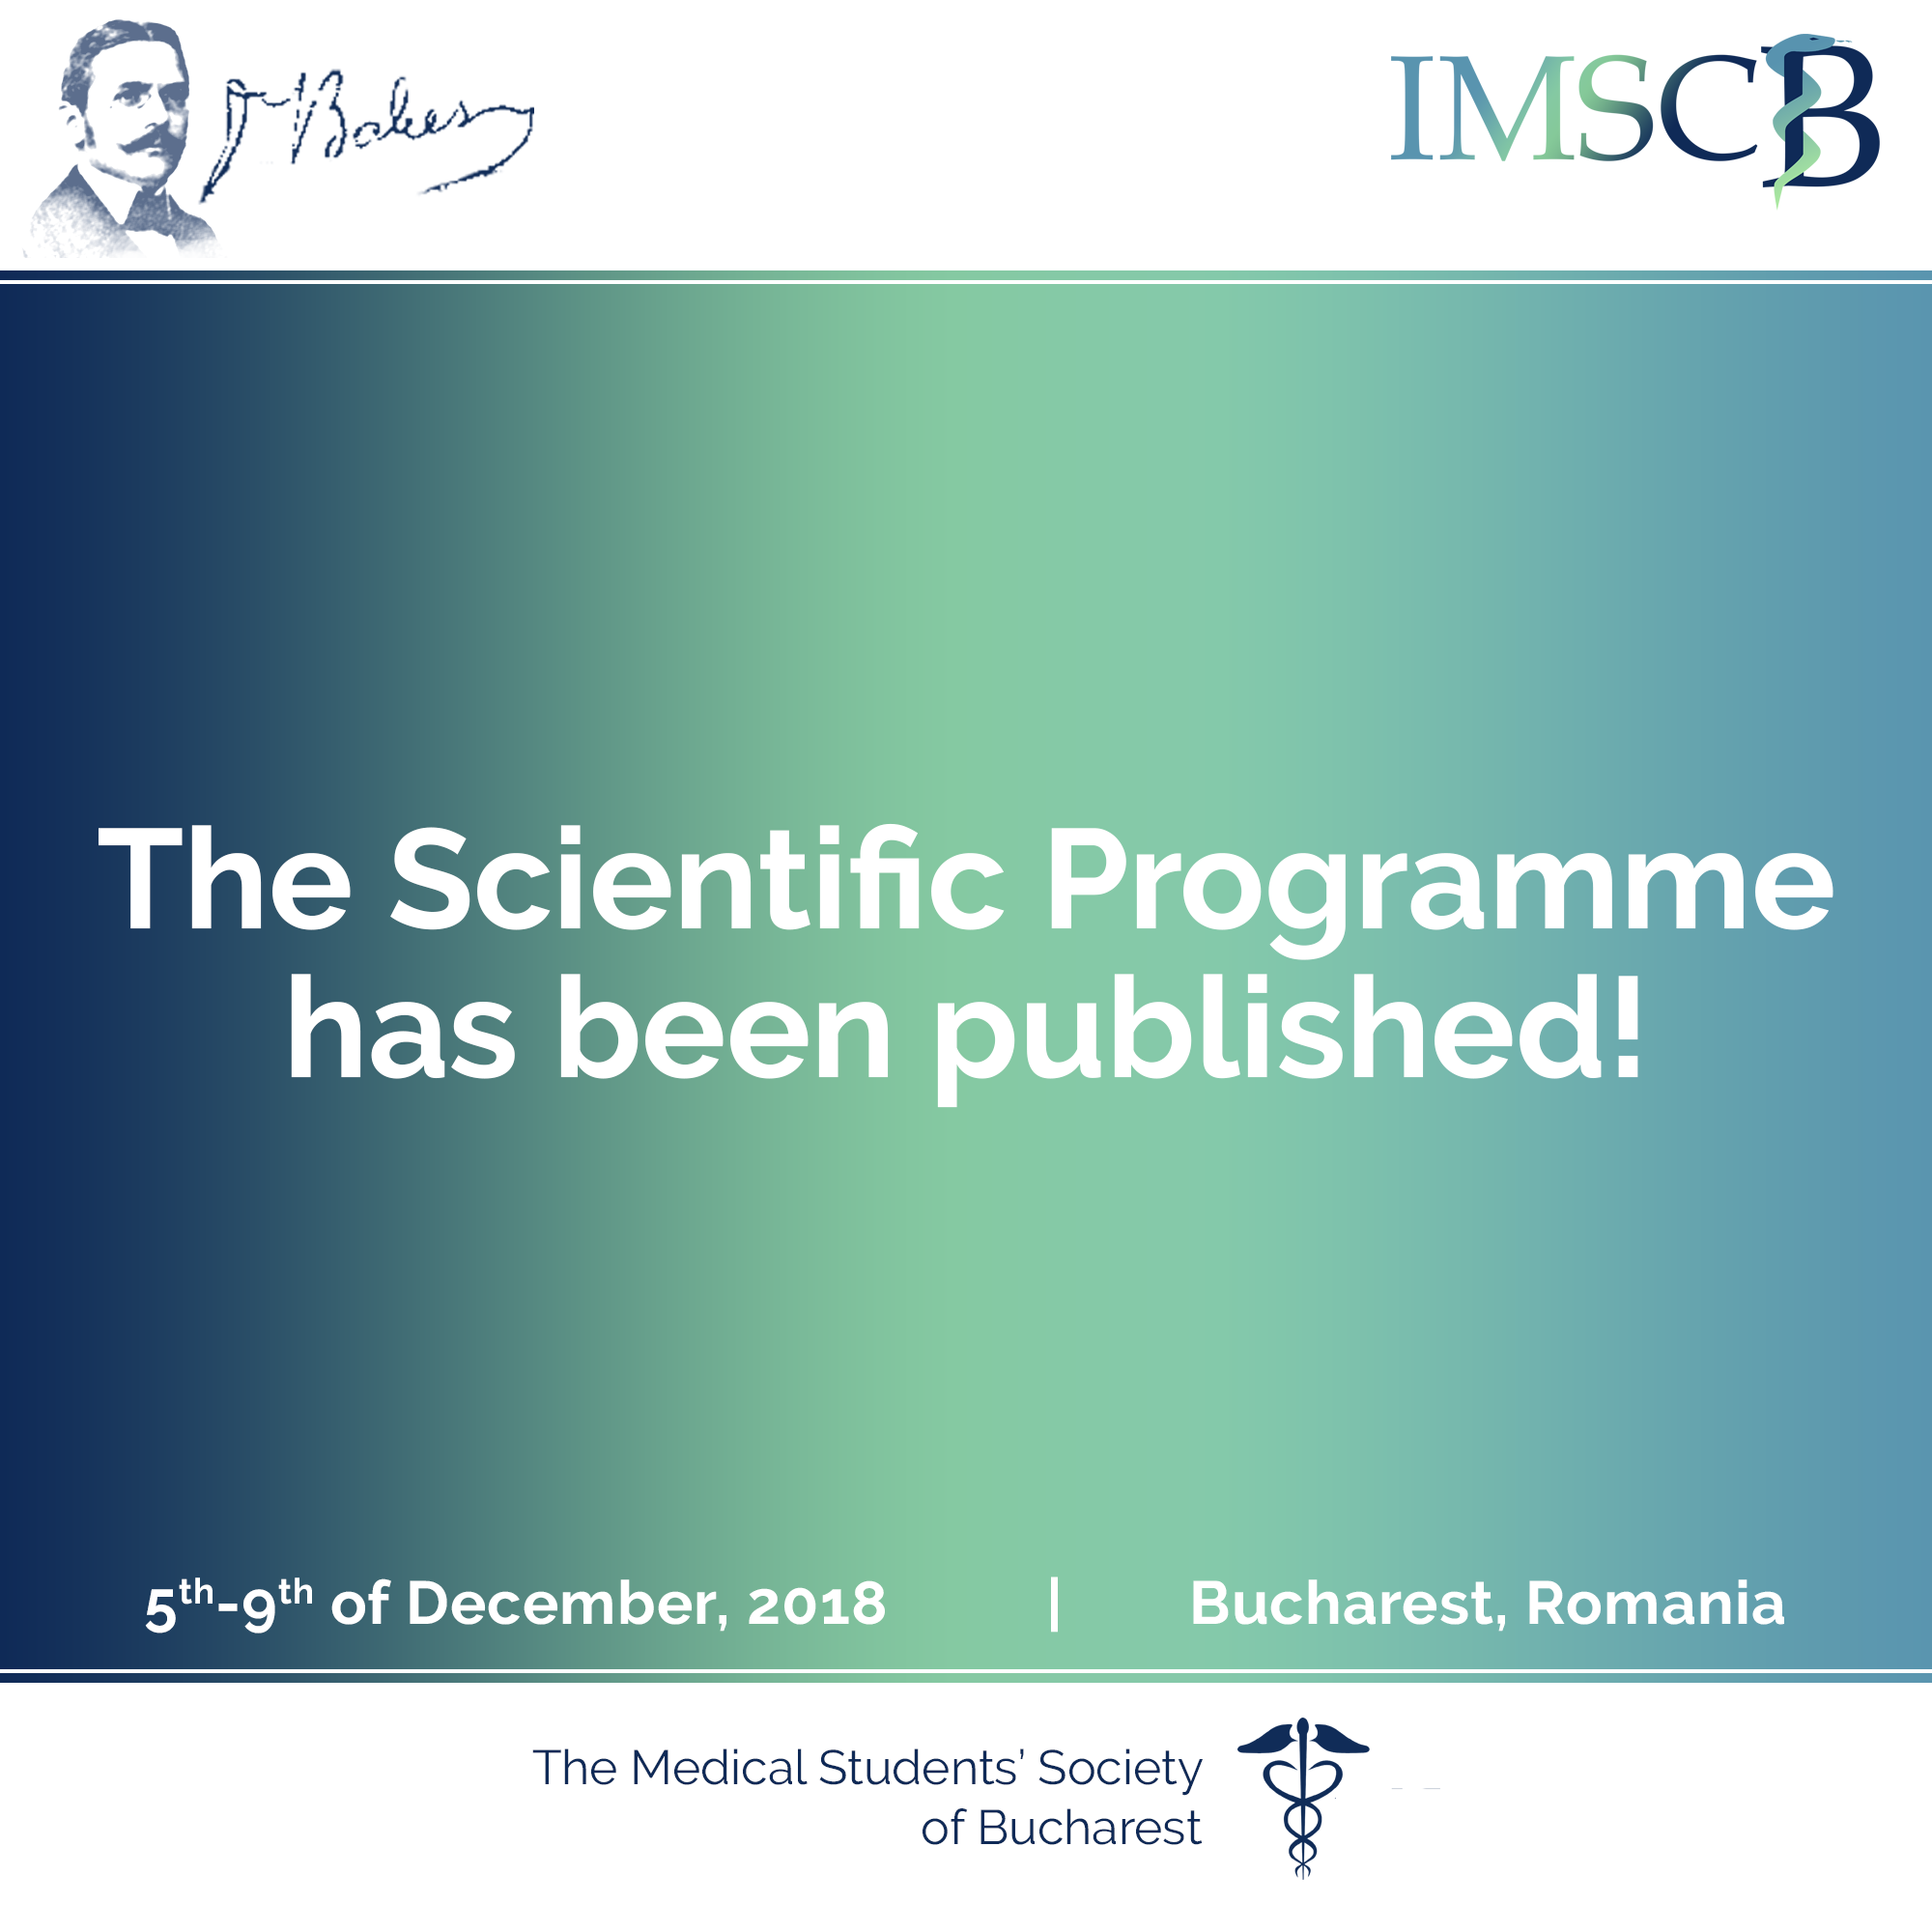 IMSCB
The Scientific Programme
has been published!
5th-9th of December, 2018 | Bucharest, Romania
The Medical Students’ Society
of Bucharest